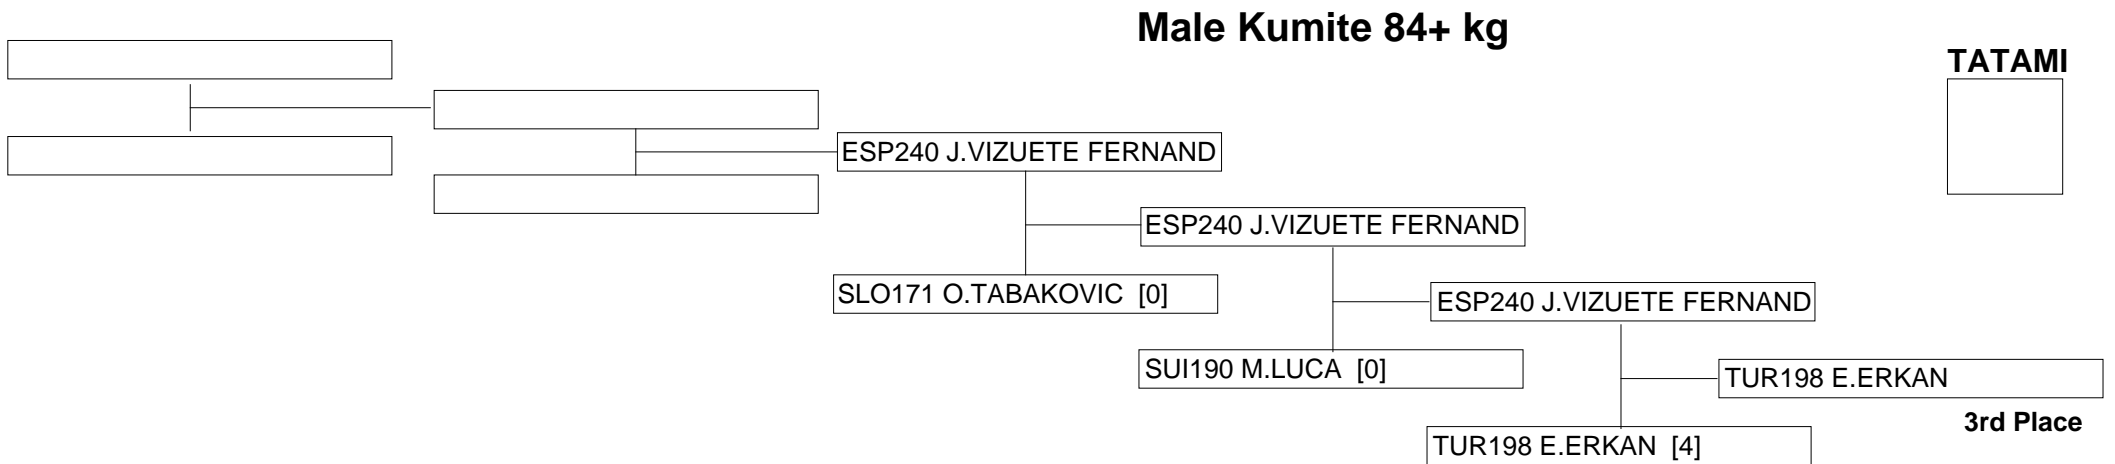 Male Kumite 84+ kg
TATAMI
ESP240 J.VIZUETE FERNAND
ESP240 J.VIZUETE FERNAND
SLO171 O.TABAKOVIC [0]
ESP240 J.VIZUETE FERNAND
SUI190 M.LUCA [0]
TUR198 E.ERKAN
3rd Place
TUR198 E.ERKAN [4]